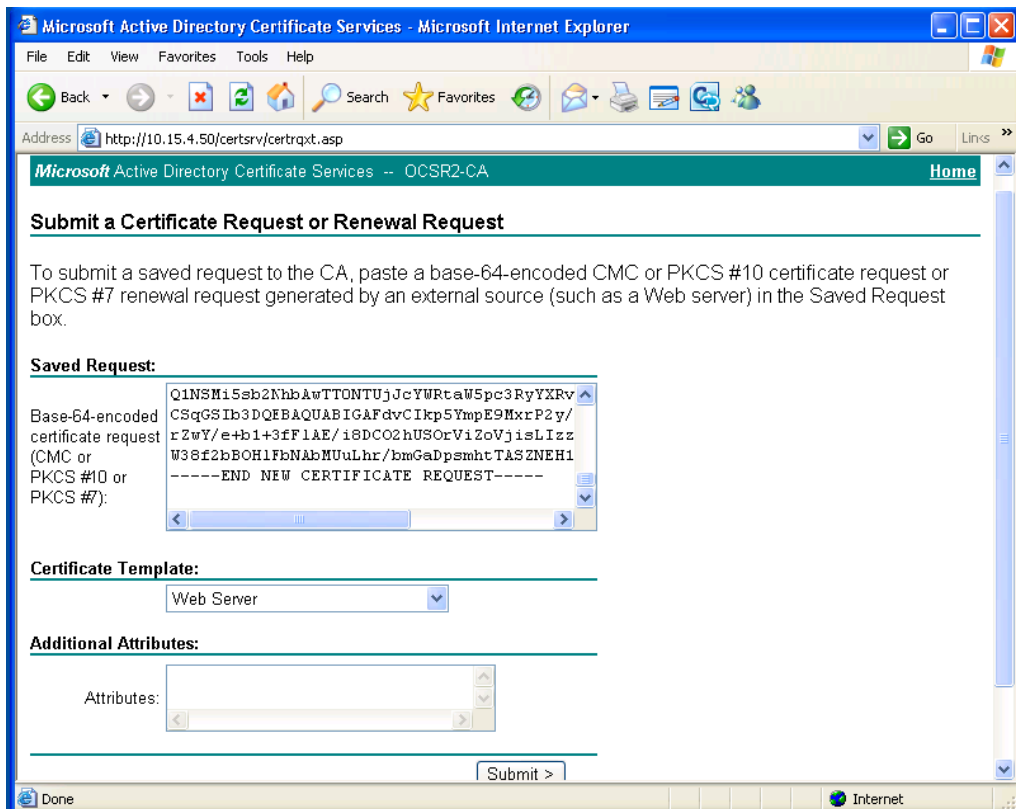 Microsoft Active Directory Certificate Services - Microsoft Internet Explorer
File Edit View Favorites Tools Help
Back Search Favorites
Address http://10.15.4.50/certsrv/certrqxt.asp Go Links »
Microsoft Active Directory Certificate Services -- OCSR2-CA Home
Submit a Certificate Request or Renewal Request
To submit a saved request to the CA, paste a base-64-encoded CMC or PKCS #10 certificate request or
PKCS #7 renewal request generated by an external source (such as a Web server) in the Saved Request
box.
Saved Request:
Base-64-encoded
certificate request
(CMC or
PKCS #10 or
PKCS #7):
Q1NSMi5sb2NhbAwTTONTUjJcYWRtaW5pc3RyYXRv
CSqGSIb3DQEBAQUABIGAFdvCIkp5YmpE9MxrP2y/
rZwY/e+b1+3fFlAE/i8DCO2hUSOrViZoVjisLIzz
W38f2bBOHlFbNAbMUuLhr/bmGaDpsmhtTASZNEH1
-----END NEW CERTIFICATE REQUEST-----
Certificate Template:
Web Server
Additional Attributes:
Attributes:
Submit >
Done Internet